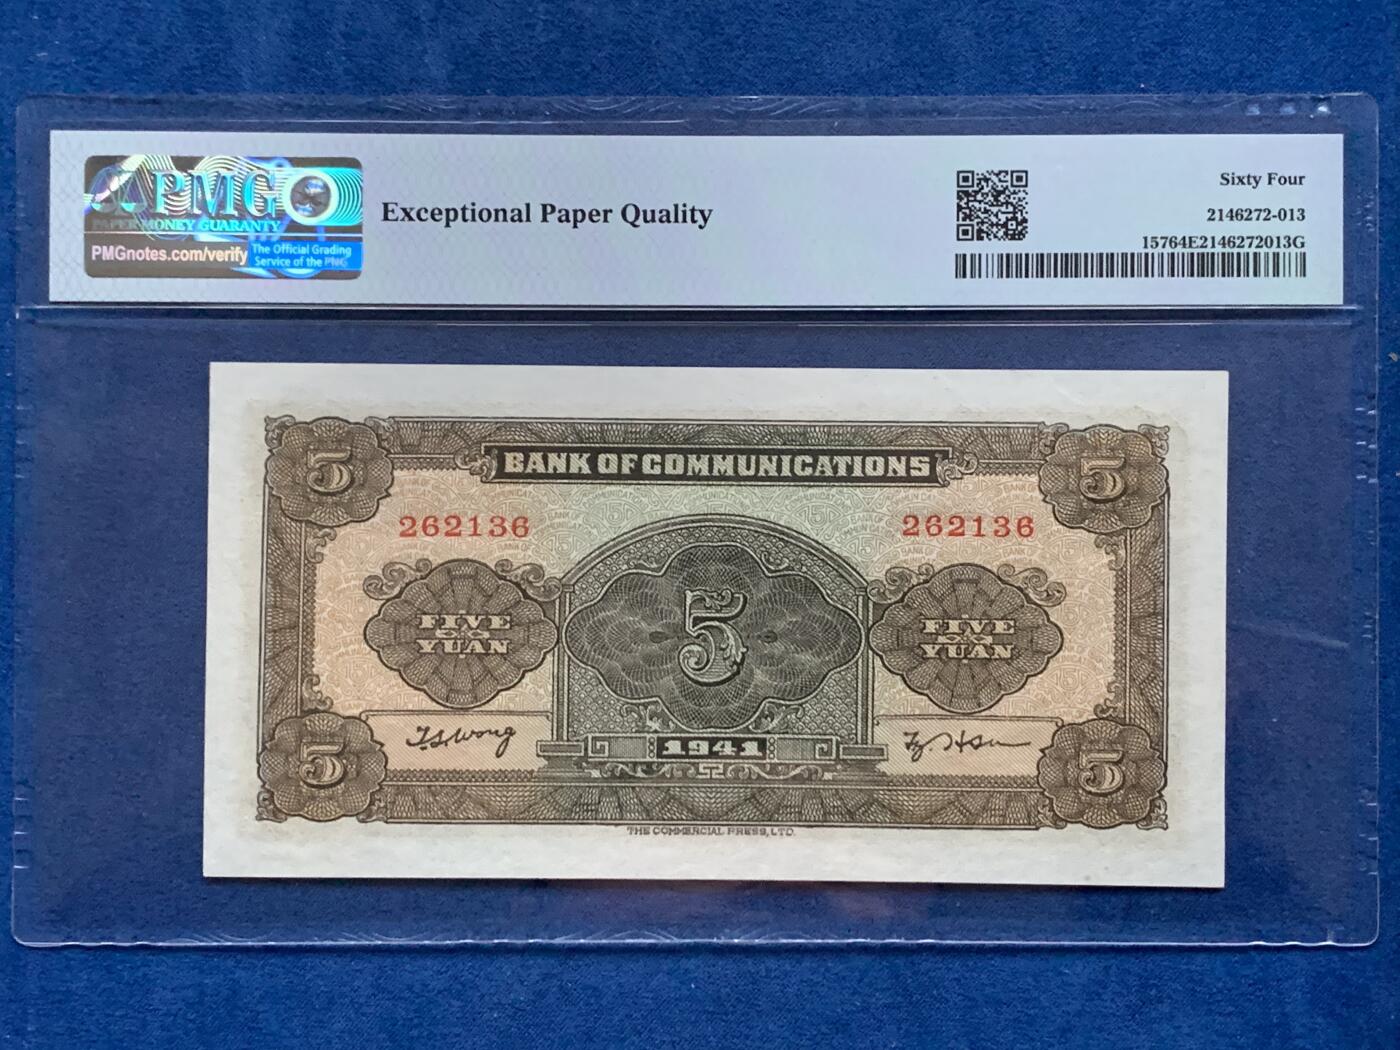 PMG
PAPER MONEY GUARANTY
PMGnotes.com/verify
The Official Grading
Service of the PNG
Exceptional Paper Quality
Sixty Four
2146272-013
15764E2146272013G
BANK OF COMMUNICATIONS
5 5
262136 262136
5
FIVE FIVE
YUAN YUAN
T.S. Wong
5 1941 5
THE COMMERCIAL PRESS, LTD.